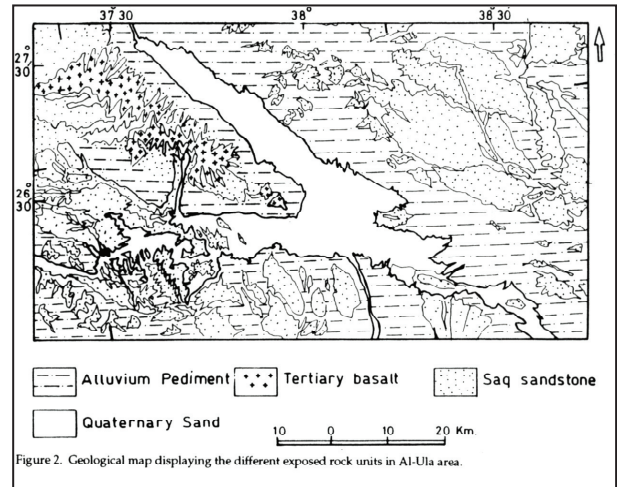 37.30 38° 38.30
27°
30
26°
30
Alluvium Pediment Tertiary basalt Saq sandstone
Quaternary Sand
10 0 10 20 Km.
Figure 2. Geological map displaying the different exposed rock units in Al-Ula area.